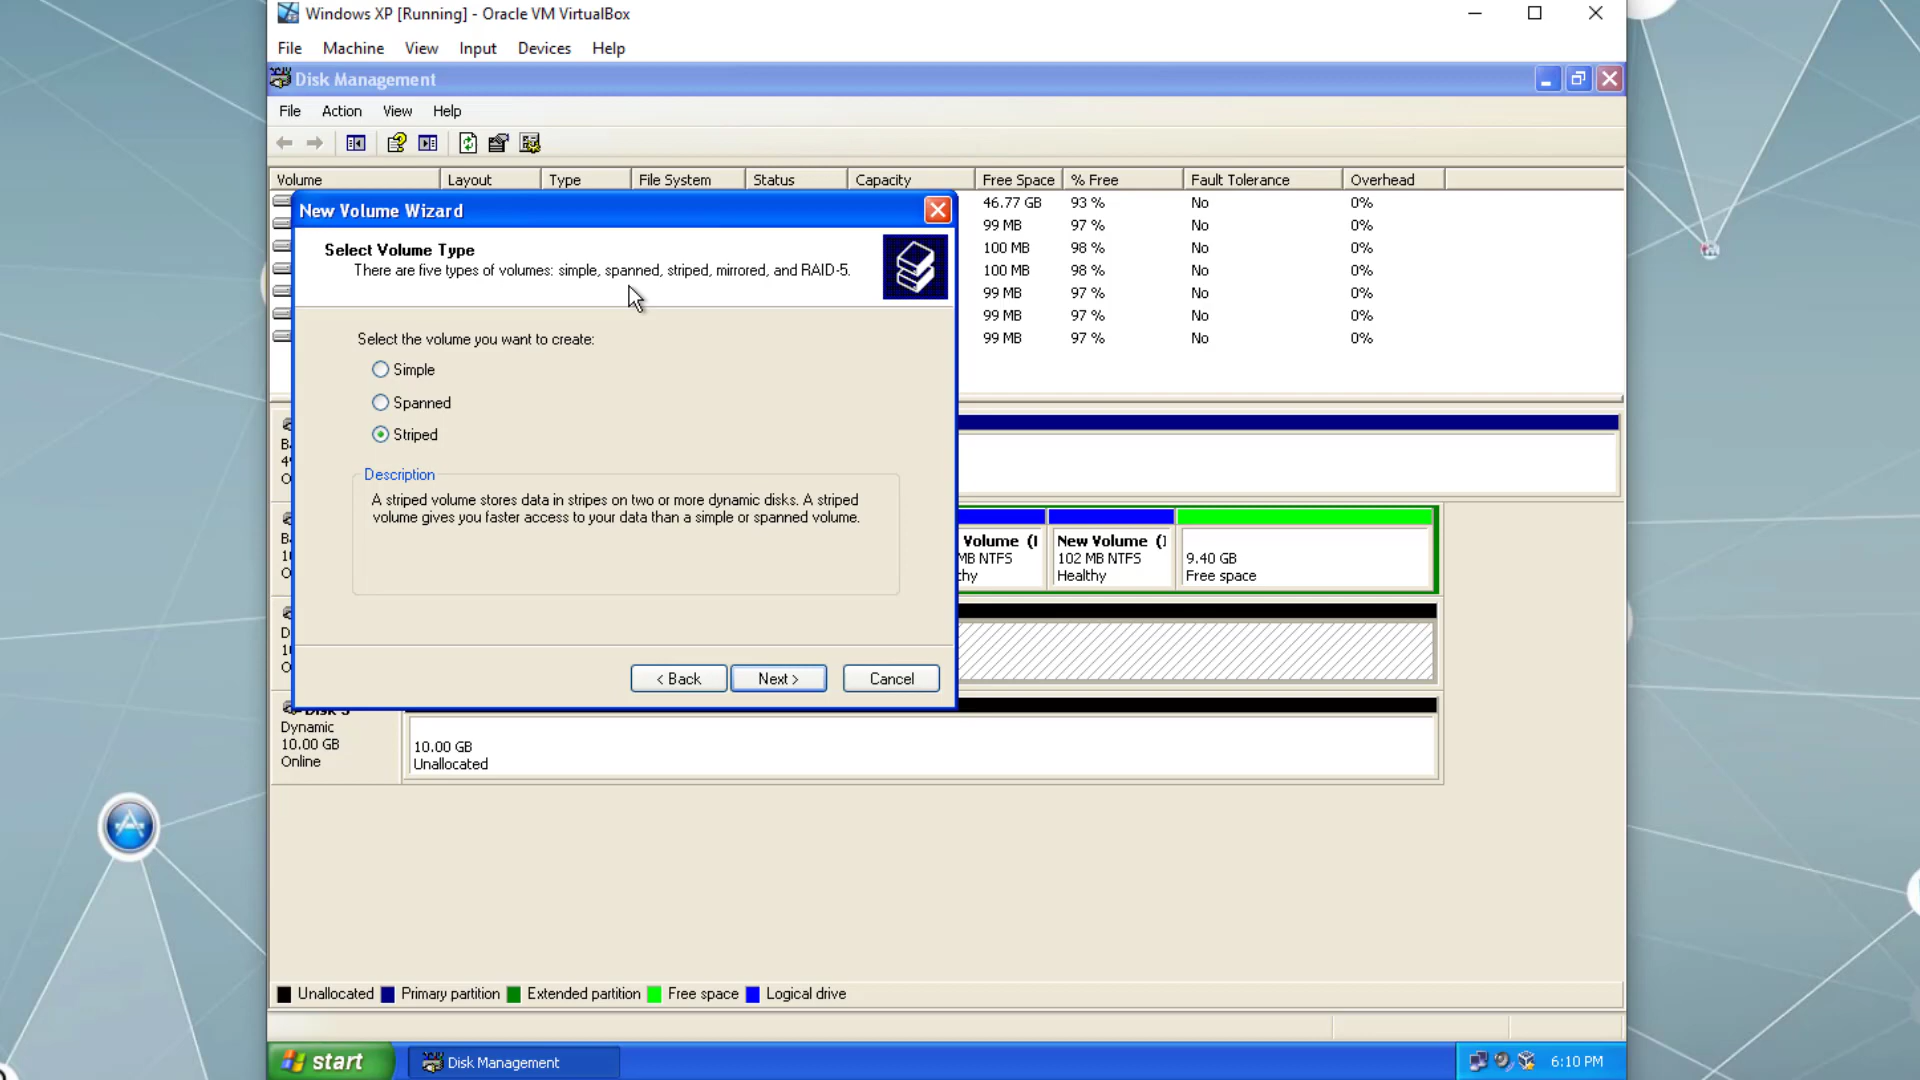 Windows XP [Running] - Oracle VM VirtualBox
File Machine View Input Devices Help
Disk Management
File Action View Help
Volume Layout Type File System Status Capacity Free Space % Free Fault Tolerance Overhead
46.77 GB 93 % No 0%
99 MB 97 % No 0%
100 MB 98 % No 0%
100 MB 98 % No 0%
99 MB 97 % No 0%
99 MB 97 % No 0%
99 MB 97 % No 0%
New Volume Wizard
Select Volume Type
There are five types of volumes: simple, spanned, striped, mirrored, and RAID-5.
Select the volume you want to create:
Simple
Spanned
Striped
Description
A striped volume stores data in stripes on two or more dynamic disks. A striped
volume gives you faster access to your data than a simple or spanned volume.
< Back Next > Cancel
Volume (
MB NTFS
New Volume (
102 MB NTFS
Healthy
9.40 GB
Free space
Dynamic
10.00 GB
Online
10.00 GB
Unallocated
Unallocated Primary partition Extended partition Free space Logical drive
start Disk Management 6:10 PM